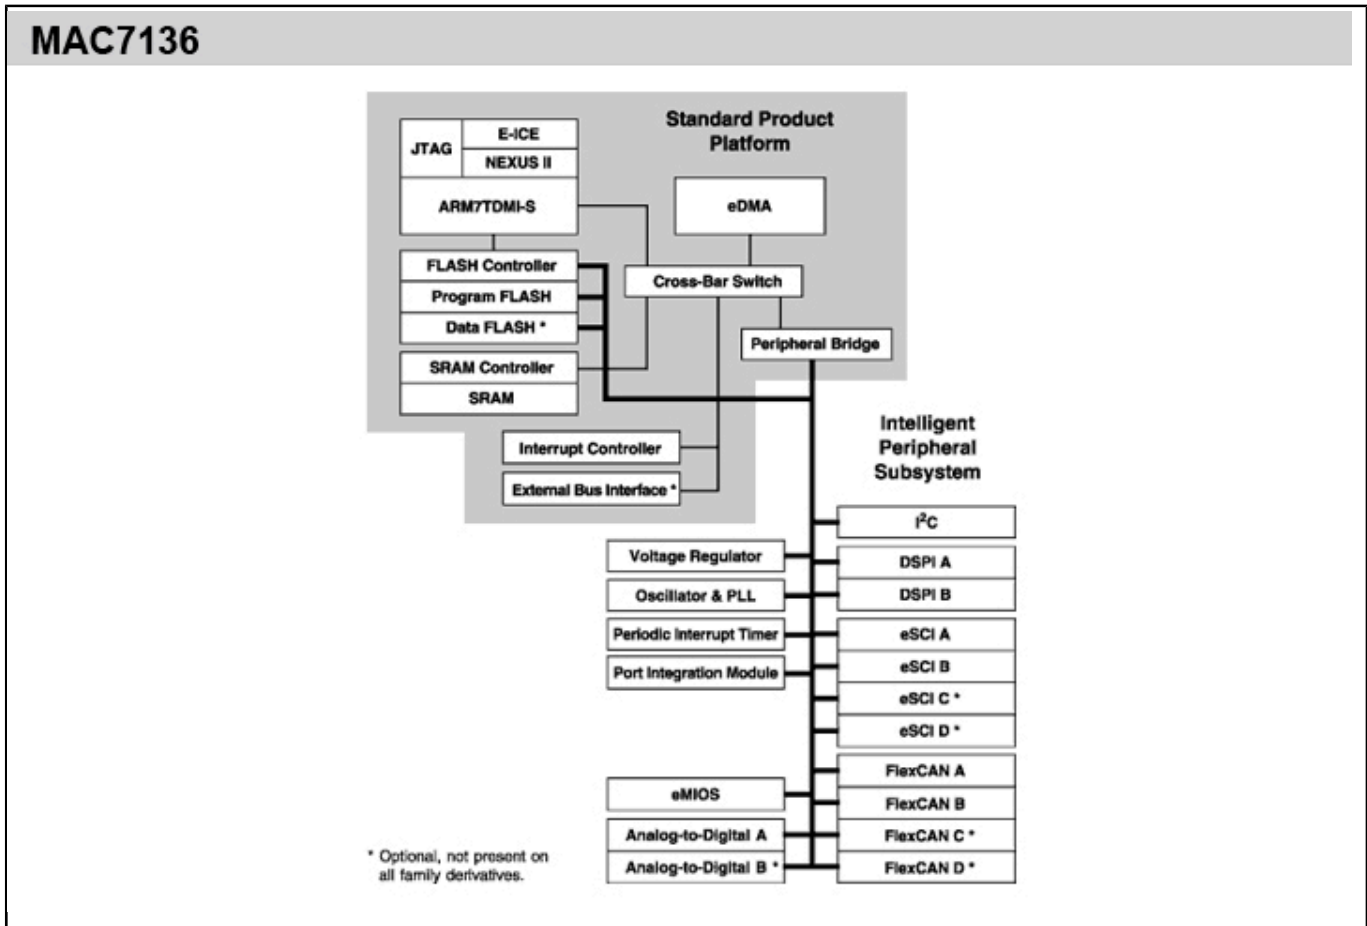 MAC7136
Standard Product
Platform
JTAG
E-ICE
NEXUS II
ARM7TDMI-S
eDMA
FLASH Controller
Program FLASH
Data FLASH *
Cross-Bar Switch
Peripheral Bridge
SRAM Controller
SRAM
Interrupt Controller
External Bus Interface *
Intelligent
Peripheral
Subsystem
I²C
Voltage Regulator
DSPI A
Oscillator & PLL
DSPI B
Periodic Interrupt Timer
eSCI A
Port Integration Module
eSCI B
eSCI C *
eSCI D *
FlexCAN A
eMIOS
FlexCAN B
Analog-to-Digital A
FlexCAN C *
Analog-to-Digital B *
FlexCAN D *
* Optional, not present on
all family derivatives.